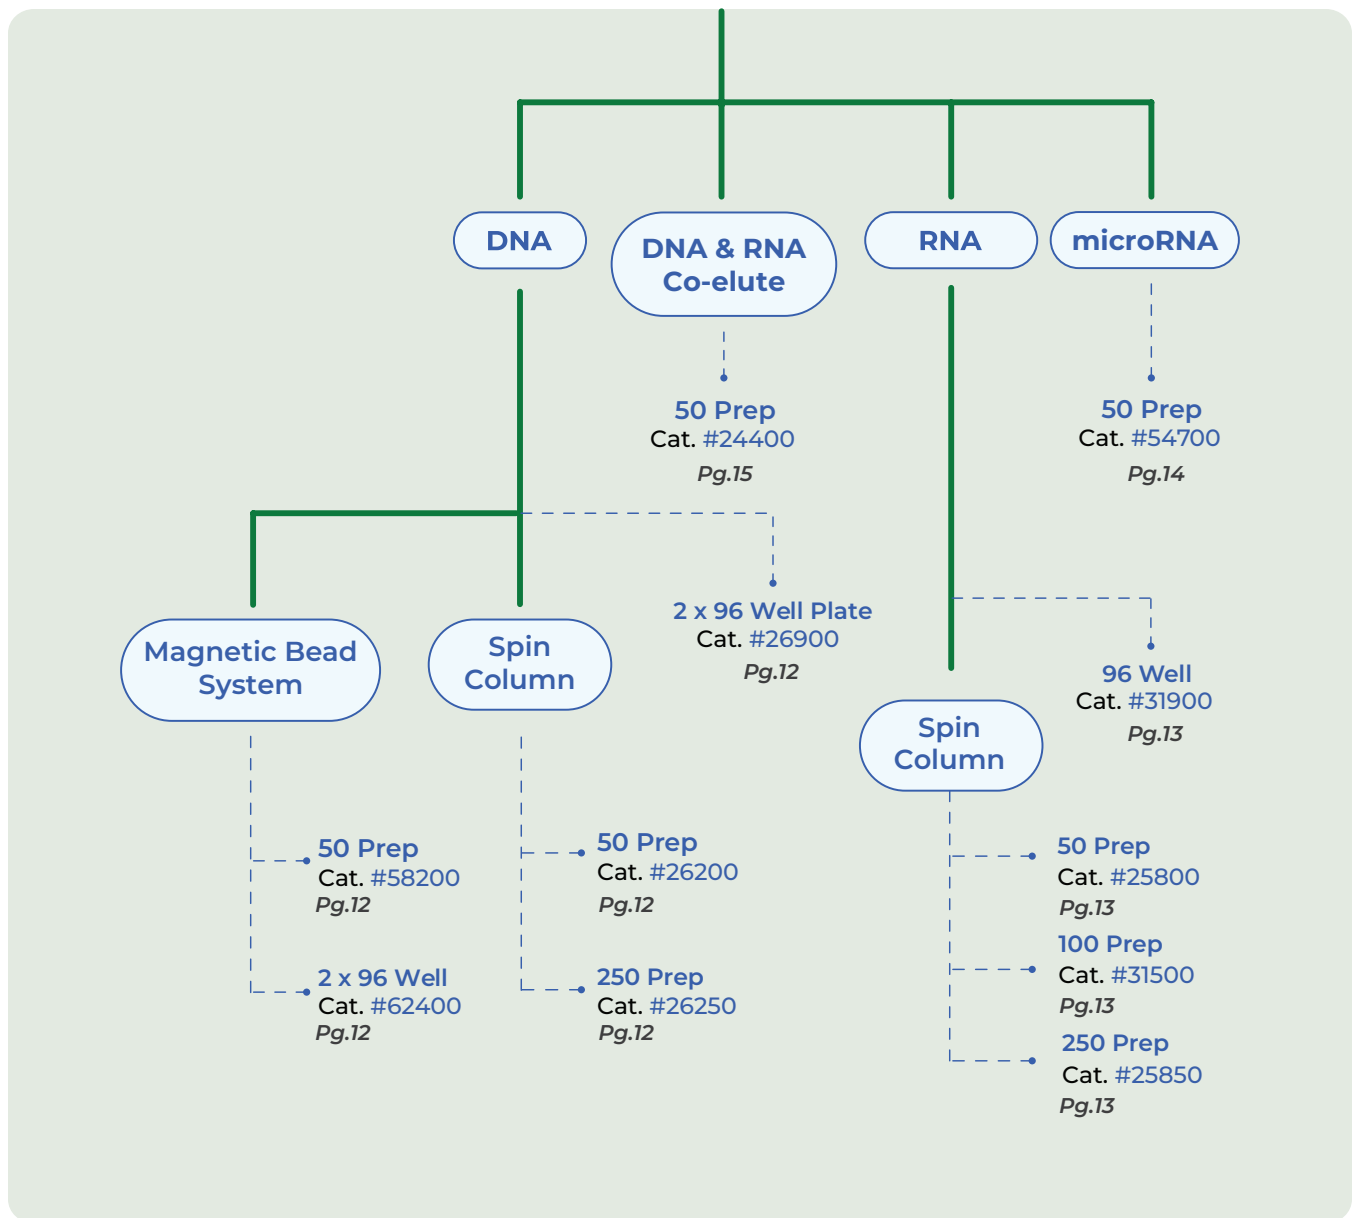 DNA
DNA & RNA
Co-elute
RNA
microRNA
50 Prep
Cat. #24400
Pg.15
50 Prep
Cat. #54700
Pg.14
2 x 96 Well Plate
Cat. #26900
Pg.12
Magnetic Bead
System
Spin
Column
96 Well
Cat. #31900
Pg.13
Spin
Column
50 Prep
Cat. #58200
Pg.12
2 x 96 Well
Cat. #62400
Pg.12
50 Prep
Cat. #26200
Pg.12
250 Prep
Cat. #26250
Pg.12
50 Prep
Cat. #25800
Pg.13
100 Prep
Cat. #31500
Pg.13
250 Prep
Cat. #25850
Pg.13